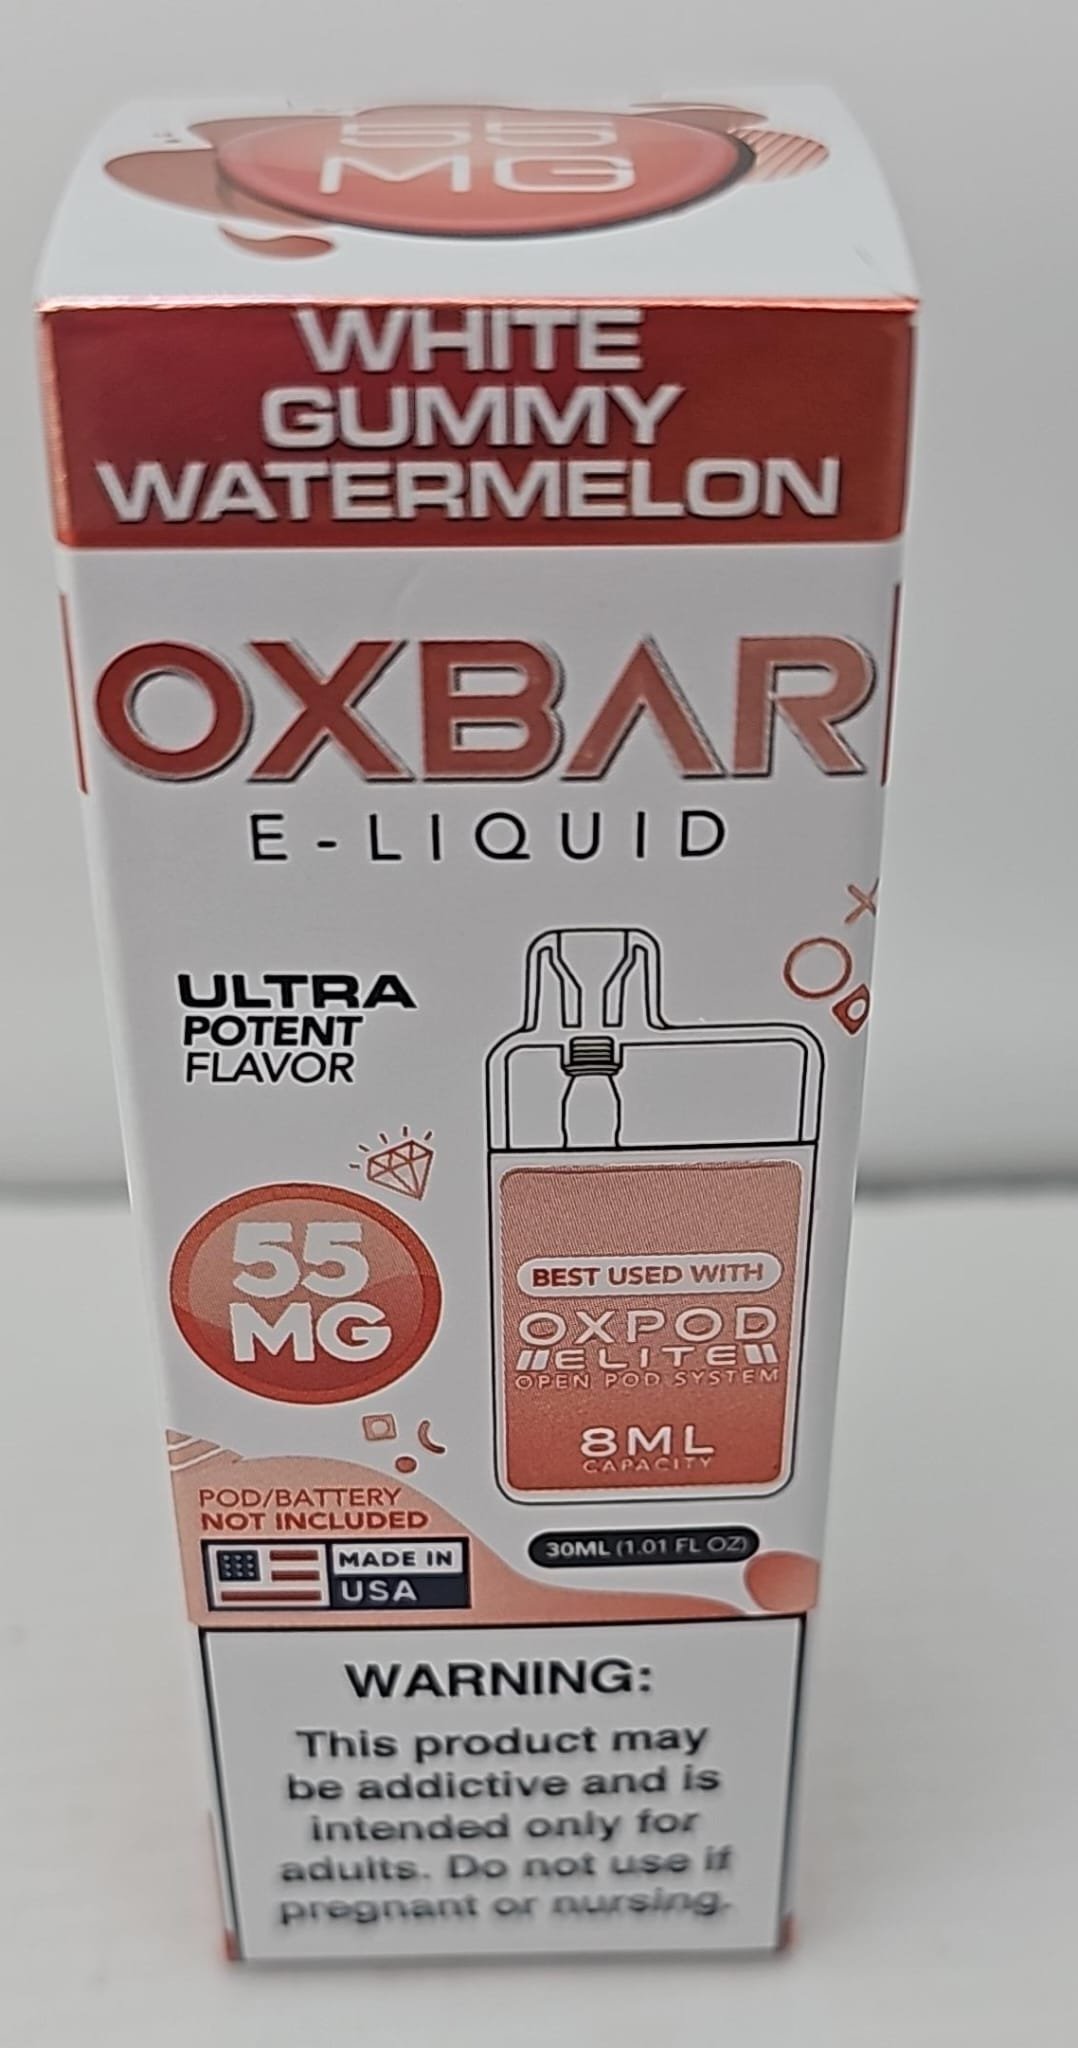 55
MG
WHITE
GUMMY
WATERMELON
OXBAR
E-LIQUID
ULTRA
POTENT
FLAVOR
55
MG
BEST USED WITH
OXPOD
ELITE
OPEN POD SYSTEM
8ML
CAPACITY
POD/BATTERY
NOT INCLUDED
MADE IN
USA
30ML (1.01 FL OZ)
WARNING:
This product may
be addictive and is
intended only for
adults. Do not use if
pregnant or nursing.